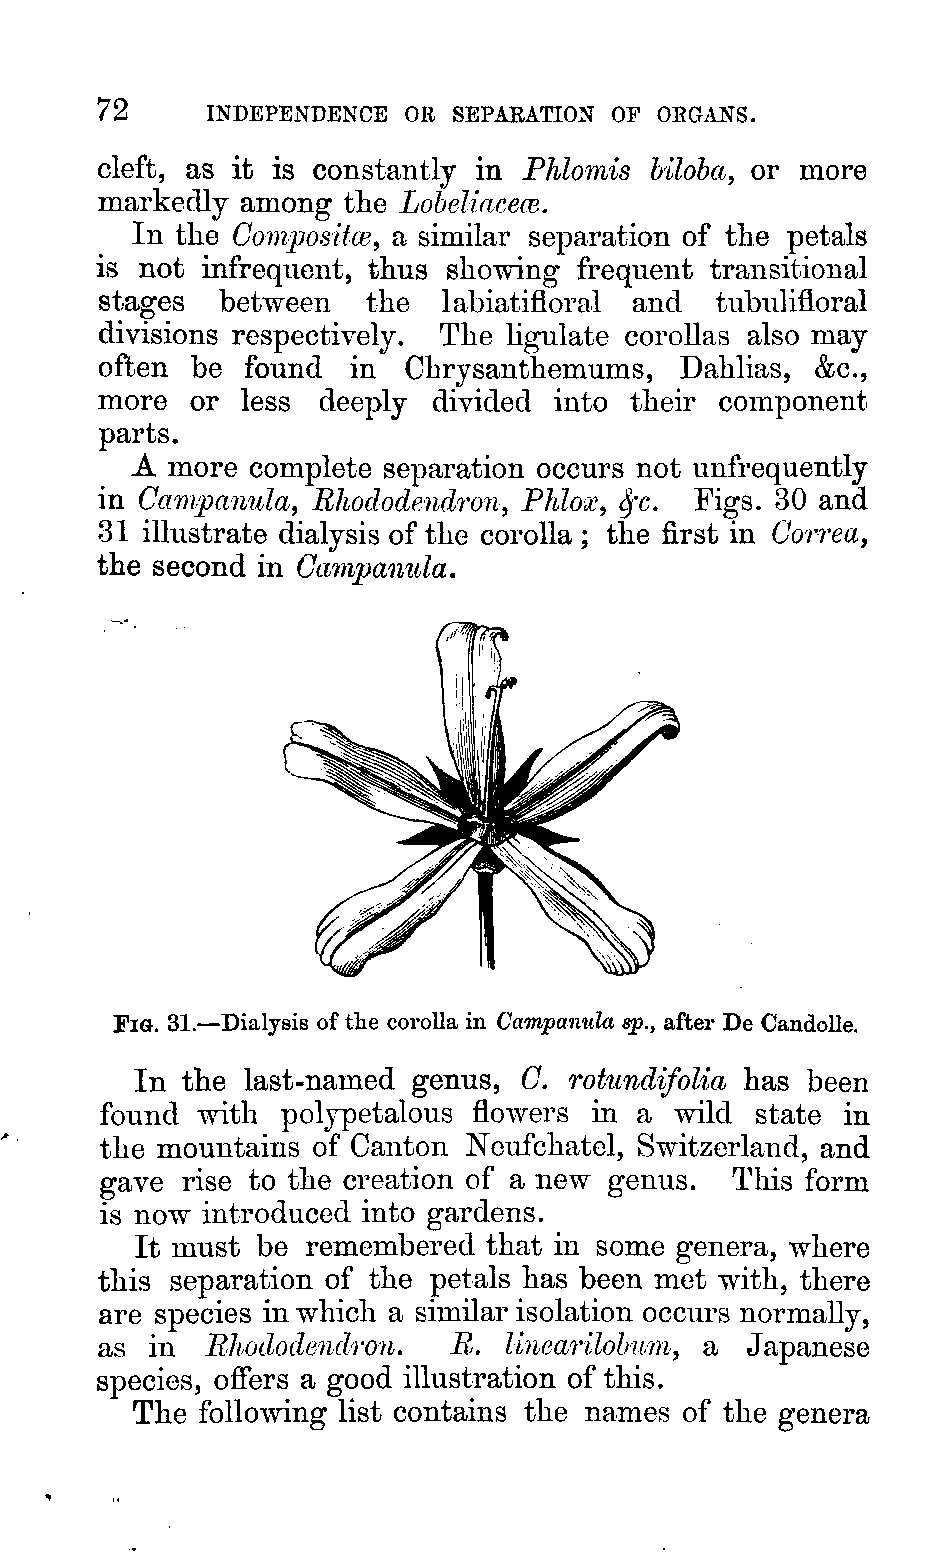 72 INDEPENDENCE OR SEPARATION OF ORGANS.
cleft, as it is constantly in Phlomis biloba, or more
markedly among the Lobeliaceæ.
In the Compositæ, a similar separation of the petals
is not infrequent, thus showing frequent transitional
stages between the labiatifloral and tubulifloral
divisions respectively. The ligulate corollas also may
often be found in Chrysanthemums, Dahlias, &c.,
more or less deeply divided into their component
parts.
A more complete separation occurs not unfrequently
in Campanula, Rhododendron, Phlox, &c. Figs. 30 and
31 illustrate dialysis of the corolla; the first in Correa,
the second in Campanula.
FIG. 31.—Dialysis of the corolla in Campanula sp., after De Candolle.
In the last-named genus, C. rotundifolia has been
found with polypetalous flowers in a wild state in
the mountains of Canton Neufchatel, Switzerland, and
gave rise to the creation of a new genus. This form
is now introduced into gardens.
It must be remembered that in some genera, where
this separation of the petals has been met with, there
are species in which a similar isolation occurs normally,
as in Rhododendron. R. linearilobum, a Japanese
species, offers a good illustration of this.
The following list contains the names of the genera